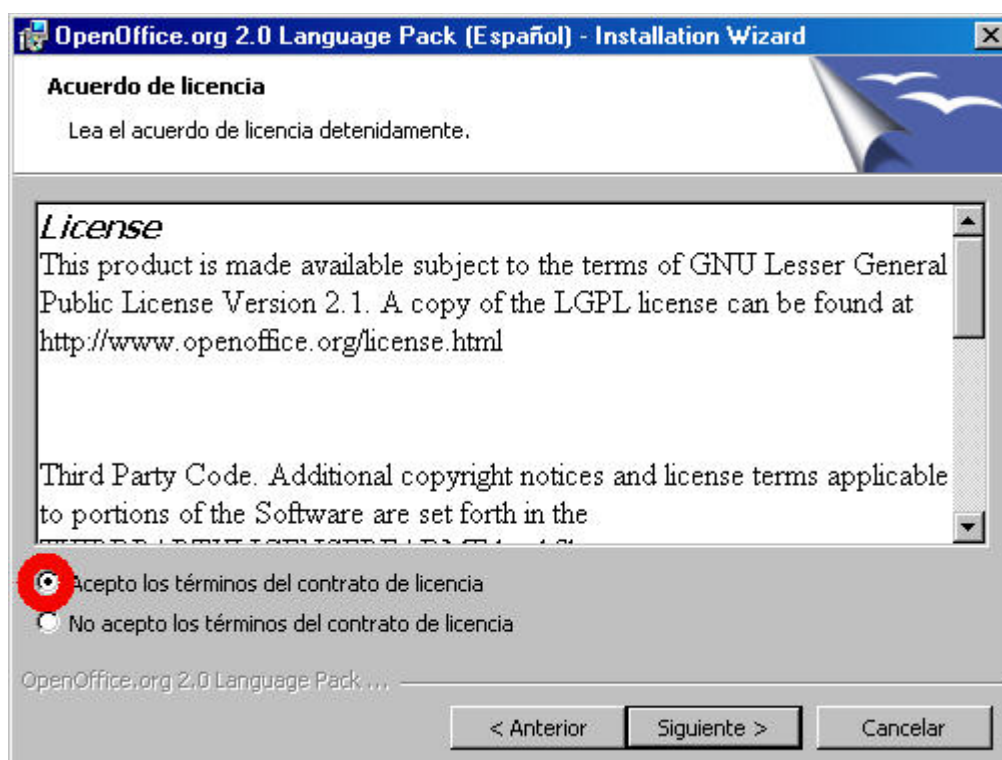 OpenOffice.org 2.0 Language Pack (Español) - Installation Wizard
Acuerdo de licencia
Lea el acuerdo de licencia detenidamente.
License
This product is made available subject to the terms of GNU Lesser General
Public License Version 2.1. A copy of the LGPL license can be found at
http://www.openoffice.org/license.html
Third Party Code. Additional copyright notices and license terms applicable
to portions of the Software are set forth in the
Acepto los términos del contrato de licencia
No acepto los términos del contrato de licencia
OpenOffice.org 2.0 Language Pack ...
< Anterior
Siguiente >
Cancelar